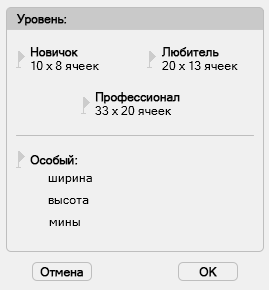 Уровень:
Новичок
10 x 8 ячеек
Любитель
20 x 13 ячеек
Профессионал
33 x 20 ячеек
Особый:
ширина
высота
мины
Отмена
OK